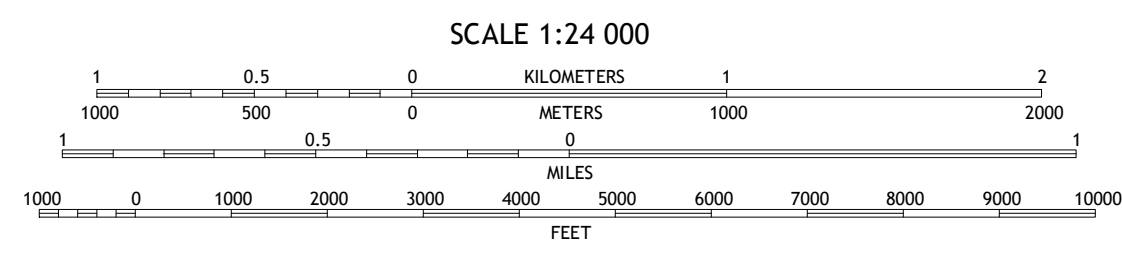 SCALE 1:24 000
1 0.5 0 KILOMETERS 1 2
1000 500 0 METERS 1000 2000
1 0.5 0 1
MILES
1000 0 1000 2000 3000 4000 5000 6000 7000 8000 9000 10000
FEET